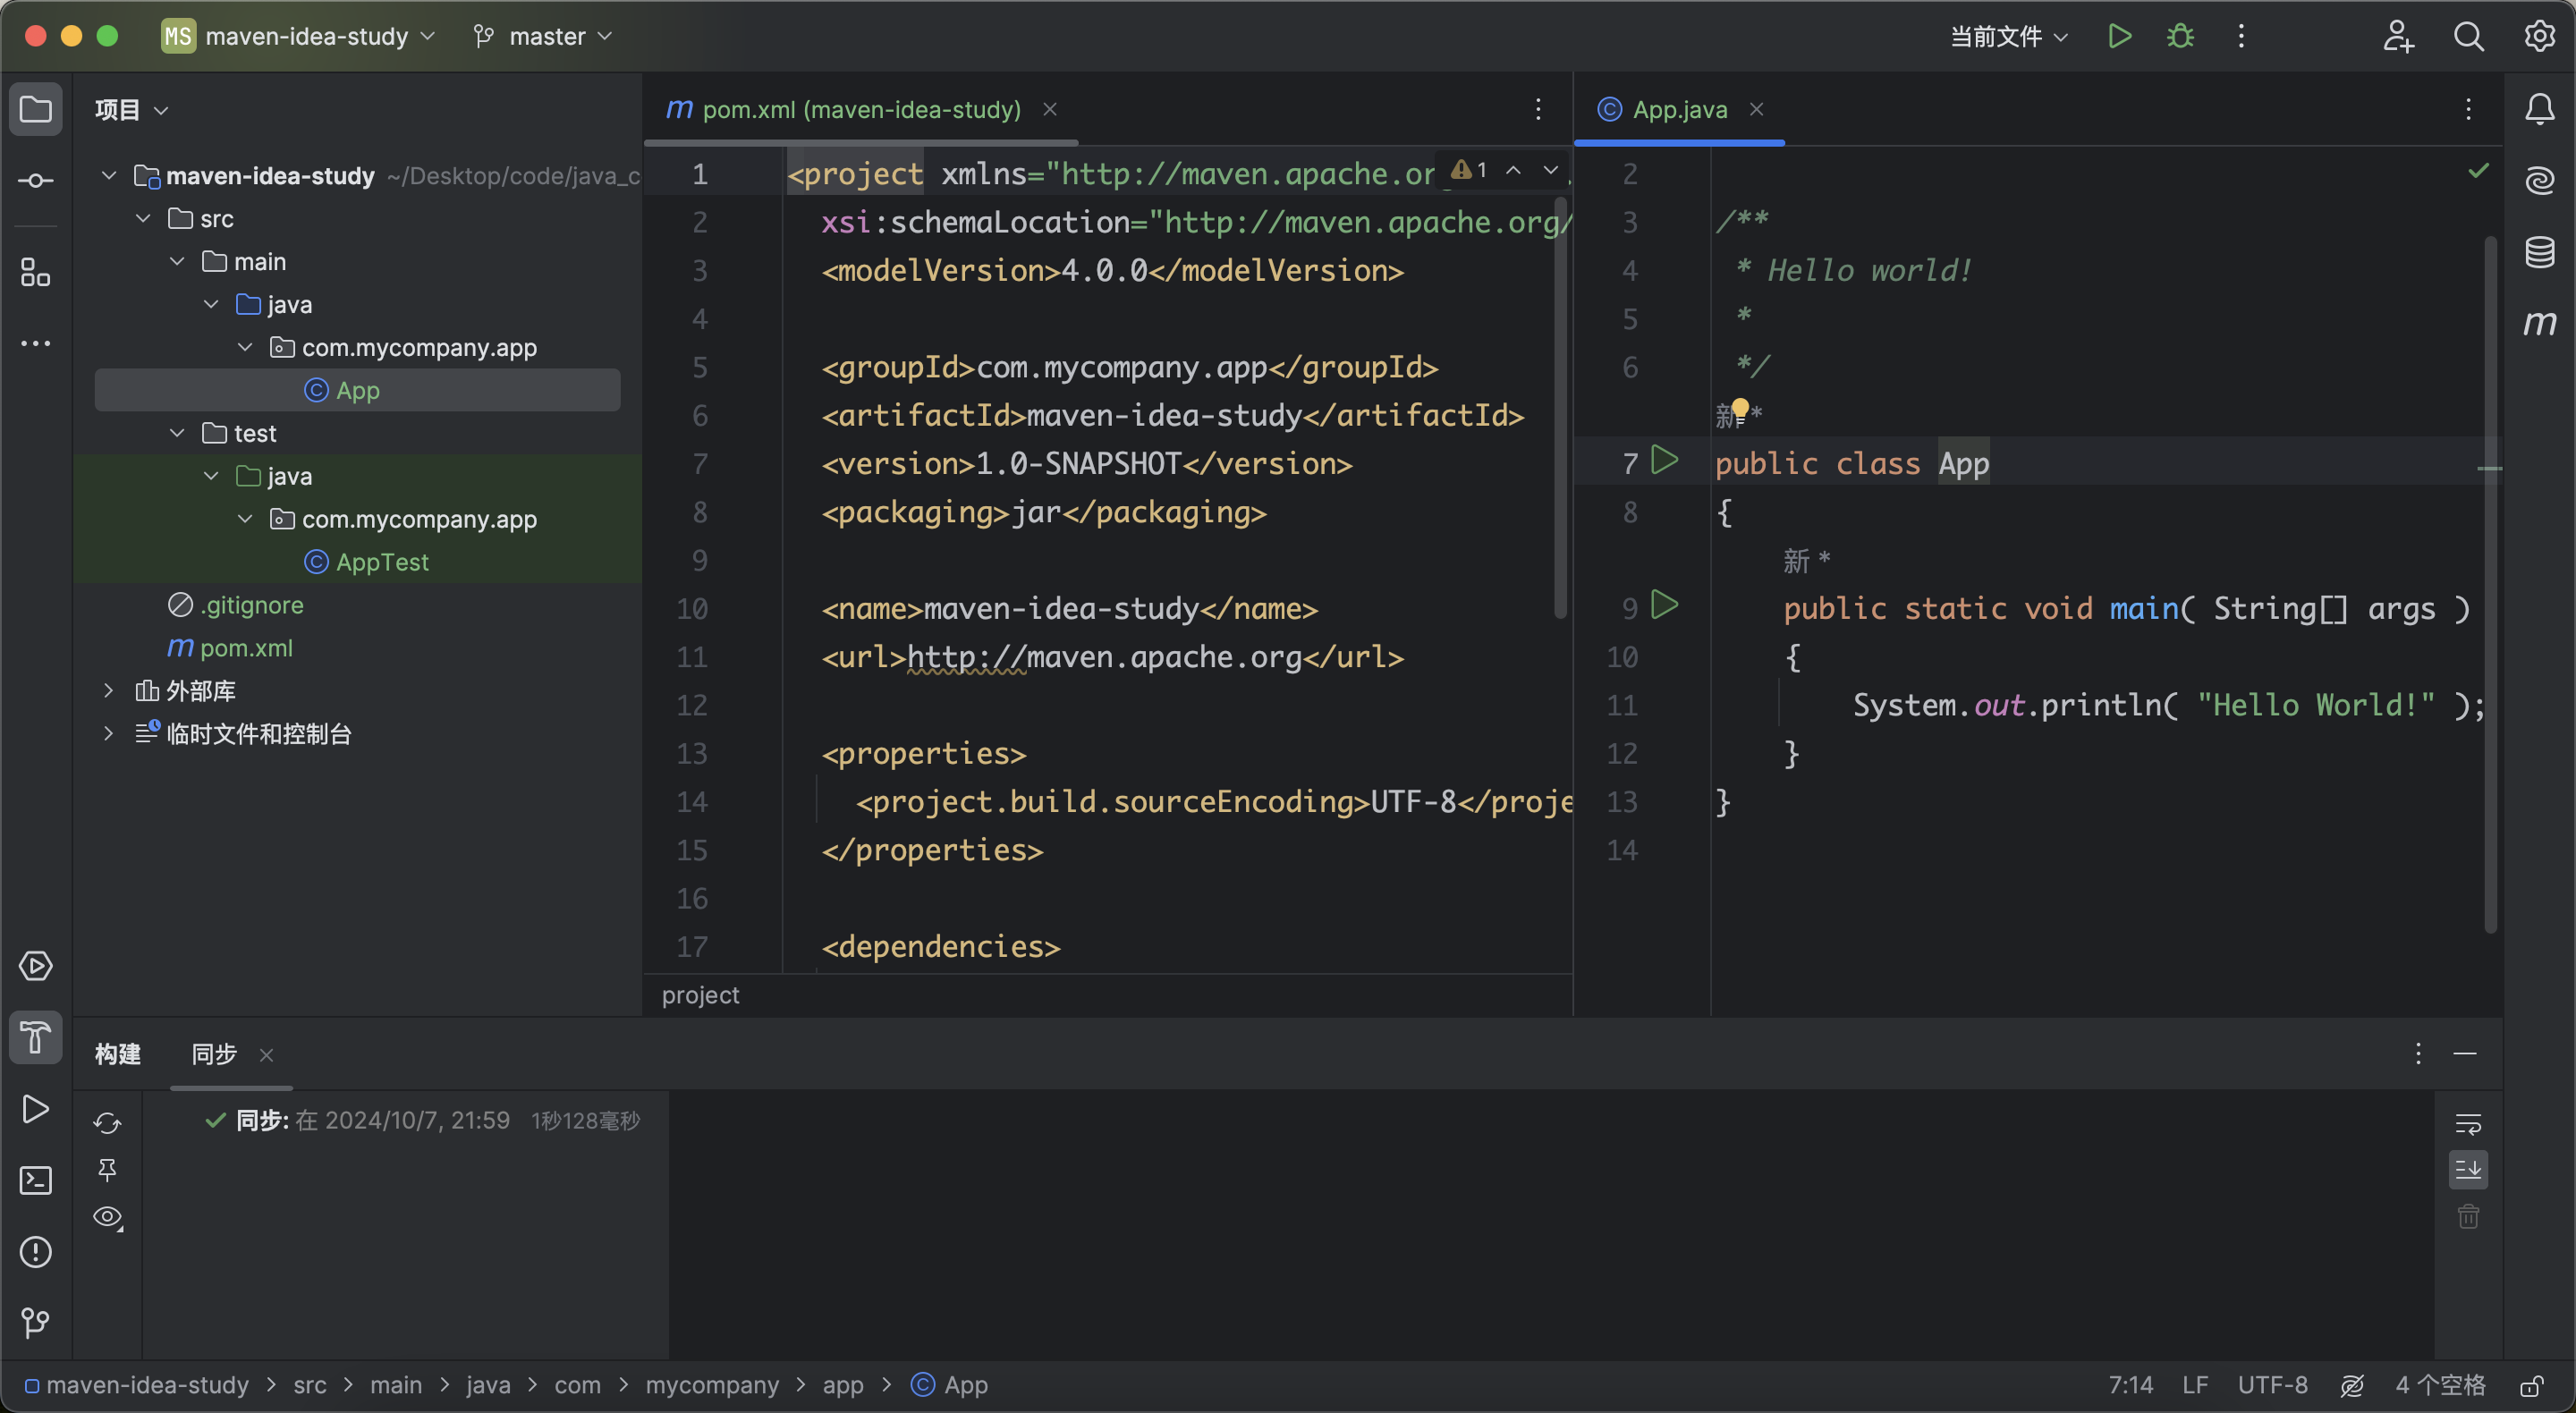 MS maven-idea-study master 当前文件
项目
maven-idea-study ~/Desktop/code/java_c
src
main
java
com.mycompany.app
App
test
java
com.mycompany.app
AppTest
.gitignore
pom.xml
外部库
临时文件和控制台
pom.xml (maven-idea-study)
1 <project xmlns="http://maven.apache.or 1
2 xsi:schemaLocation="http://maven.apache.org/
3 <modelVersion>4.0.0</modelVersion>
4
5 <groupId>com.mycompany.app</groupId>
6 <artifactId>maven-idea-study</artifactId>
7 <version>1.0-SNAPSHOT</version>
8 <packaging>jar</packaging>
9
10 <name>maven-idea-study</name>
11 <url>http://maven.apache.org</url>
12
13 <properties>
14 <project.build.sourceEncoding>UTF-8</proje
15 </properties>
16
17 <dependencies>
project
App.java
2
3 /**
4 * Hello world!
5 *
6 */
新 *
7 public class App
8 {
新 *
9 public static void main( String[] args )
10 {
11 System.out.println( "Hello World!" );
12 }
13 }
14
构建 同步
同步: 在 2024/10/7, 21:59 1秒128毫秒
maven-idea-study > src > main > java > com > mycompany > app > App
7:14 LF UTF-8 4 个空格